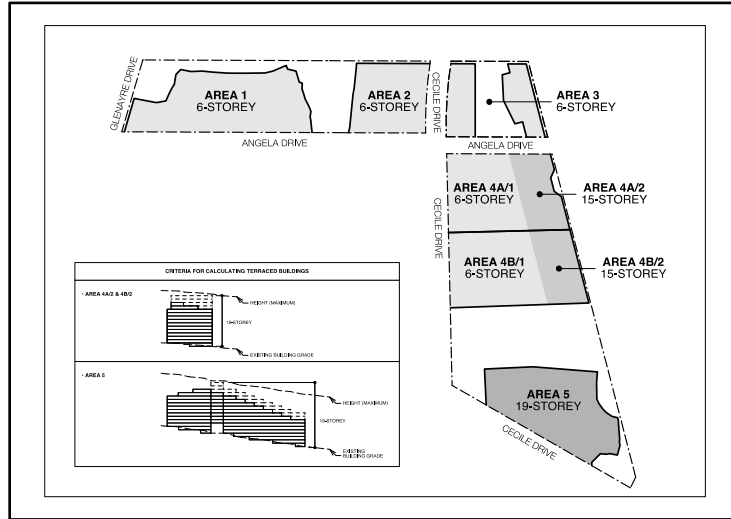 GLENAYRE DRIVE
AREA 1
6-STOREY
AREA 2
6-STOREY
CECILE DRIVE
AREA 3
6-STOREY
ANGELA DRIVE
ANGELA DRIVE
CECILE DRIVE
AREA 4A/1
6-STOREY
AREA 4A/2
15-STOREY
AREA 4B/1
6-STOREY
AREA 4B/2
15-STOREY
CRITERIA FOR CALCULATING TERRACED BUILDINGS
• AREA 4A/2 & 4B/2
HEIGHT (MAXIMUM)
15-STOREY
EXISTING BUILDING GRADE
• AREA 5
HEIGHT (MAXIMUM)
19-STOREY
EXISTING
BUILDING GRADE
AREA 5
19-STOREY
CECILE DRIVE